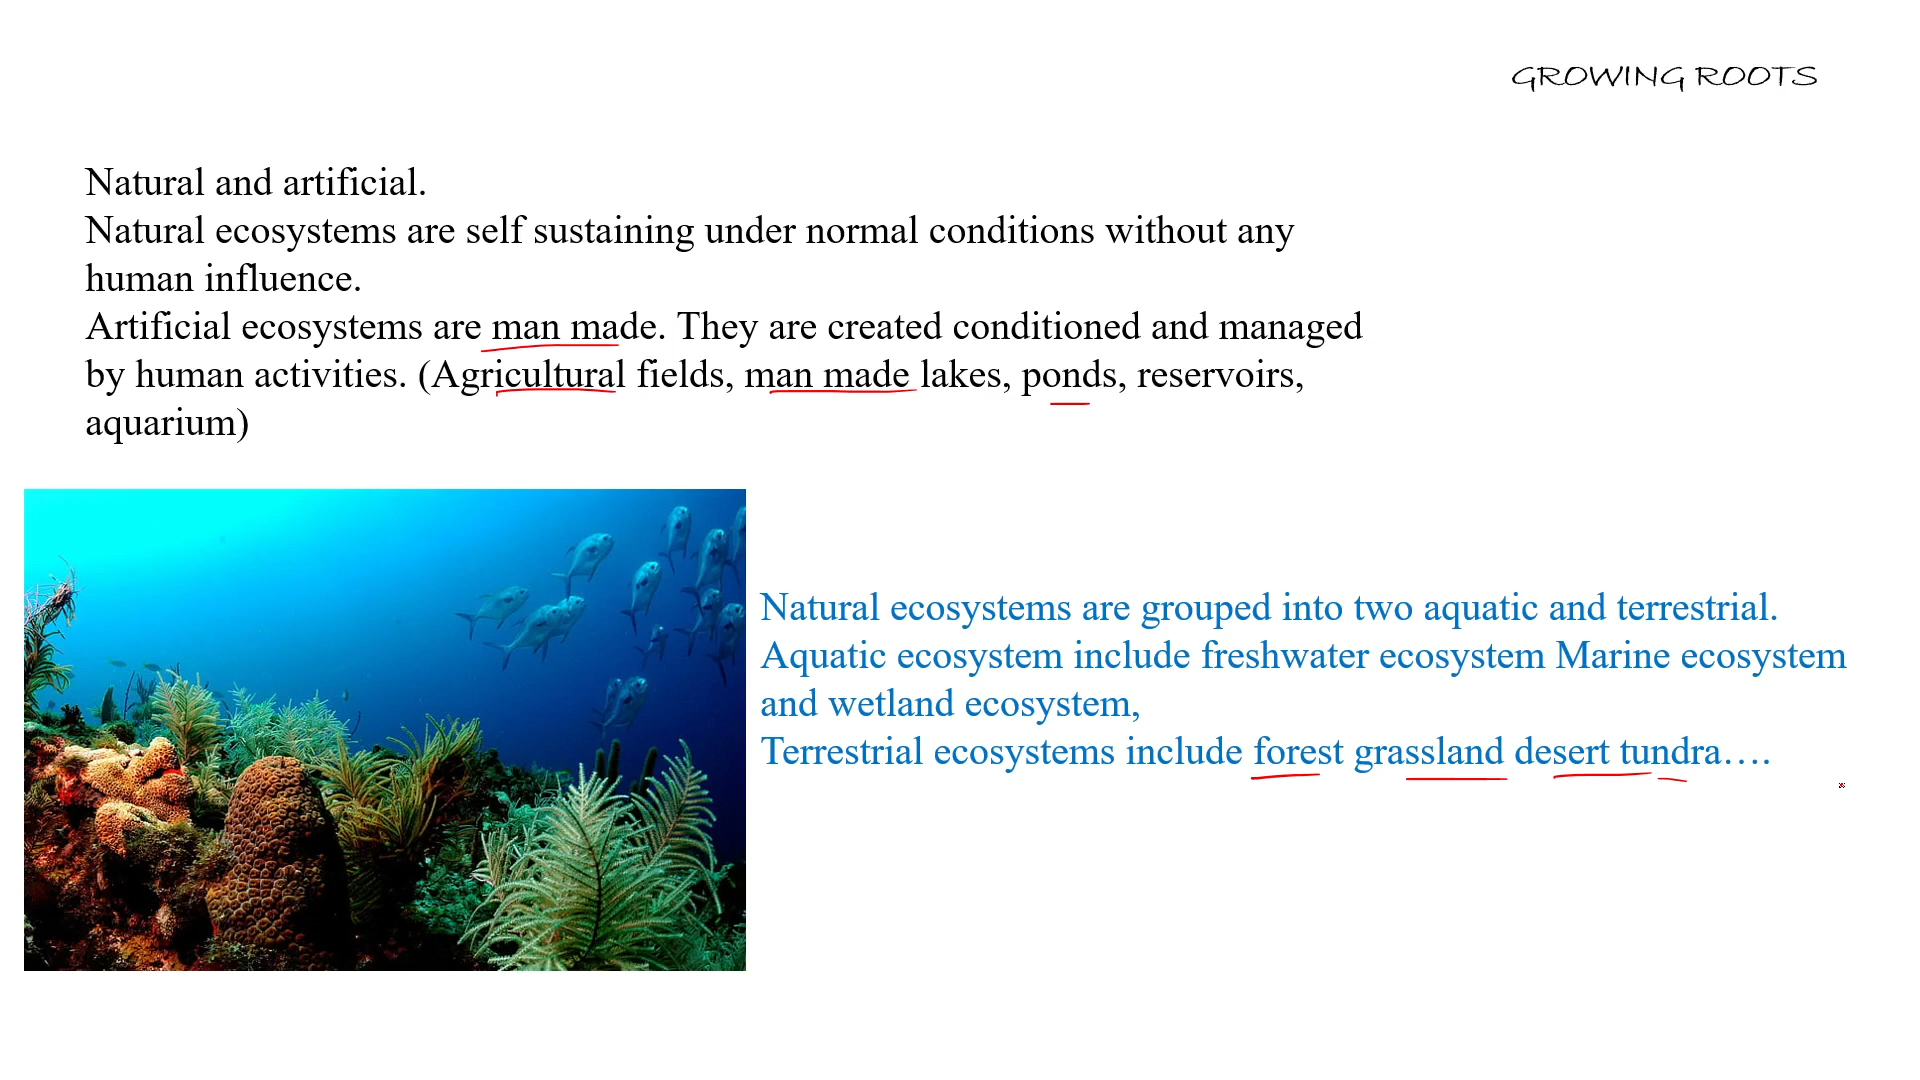 GROWING ROOTS
Natural and artificial.
Natural ecosystems are self sustaining under normal conditions without any
human influence.
Artificial ecosystems are man made. They are created conditioned and managed
by human activities. (Agricultural fields, man made lakes, ponds, reservoirs,
aquarium)
Natural ecosystems are grouped into two aquatic and terrestrial.
Aquatic ecosystem include freshwater ecosystem Marine ecosystem
and wetland ecosystem,
Terrestrial ecosystems include forest grassland desert tundra….